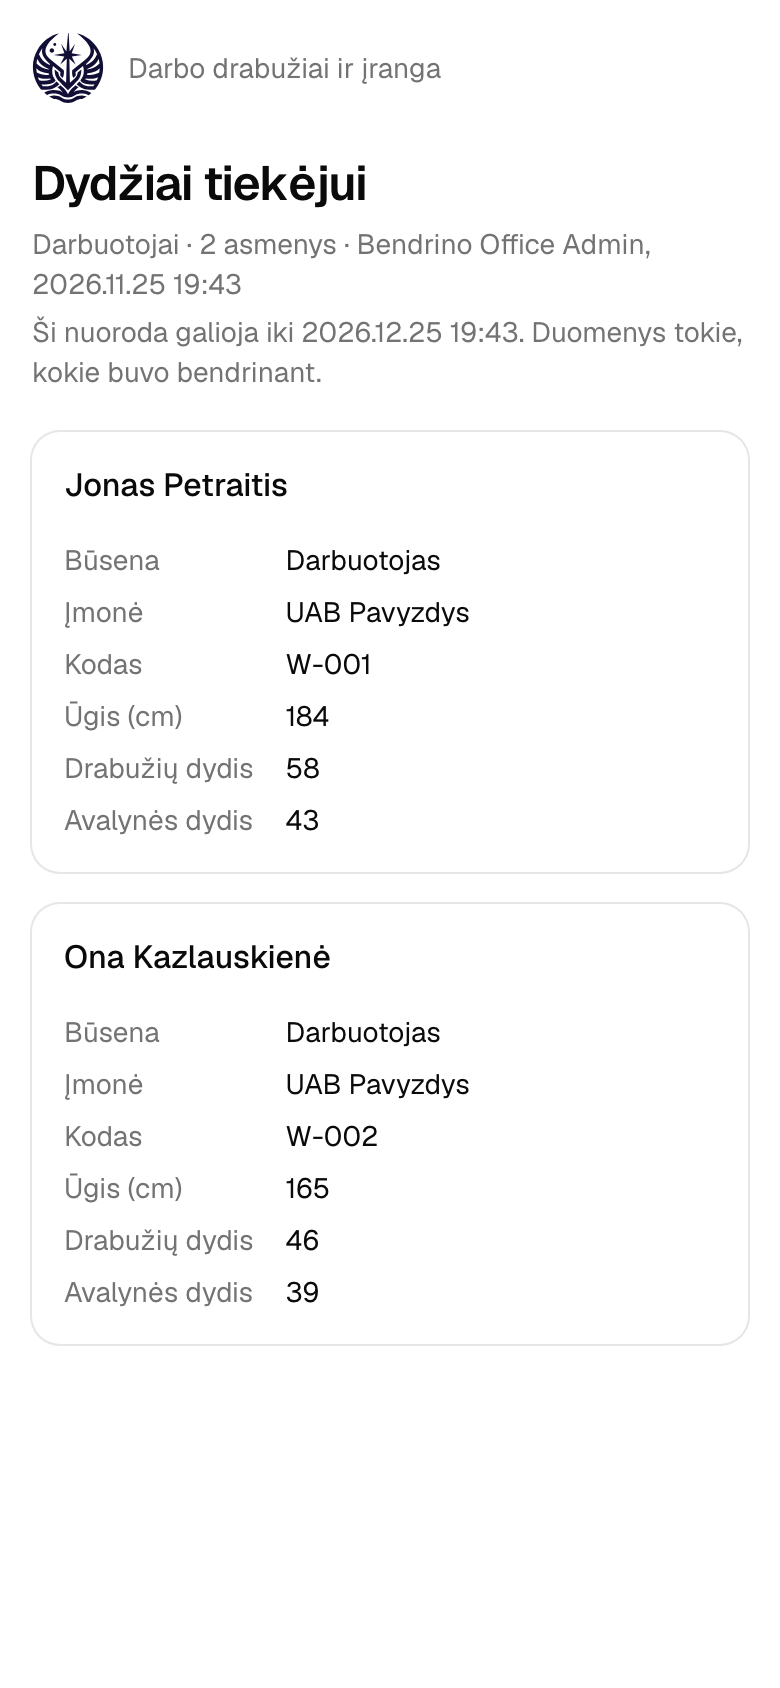 Darbo drabužiai ir įranga
Dydžiai tiekėjui
Darbuotojai · 2 asmenys · Bendrino Office Admin,
2026.11.25 19:43
Ši nuoroda galioja iki 2026.12.25 19:43. Duomenys tokie,
kokie buvo bendrinant.
Jonas Petraitis
Būsena Darbuotojas
Įmonė UAB Pavyzdys
Kodas W-001
Ūgis (cm) 184
Drabužių dydis 58
Avalynės dydis 43
Ona Kazlauskienė
Būsena Darbuotojas
Įmonė UAB Pavyzdys
Kodas W-002
Ūgis (cm) 165
Drabužių dydis 46
Avalynės dydis 39